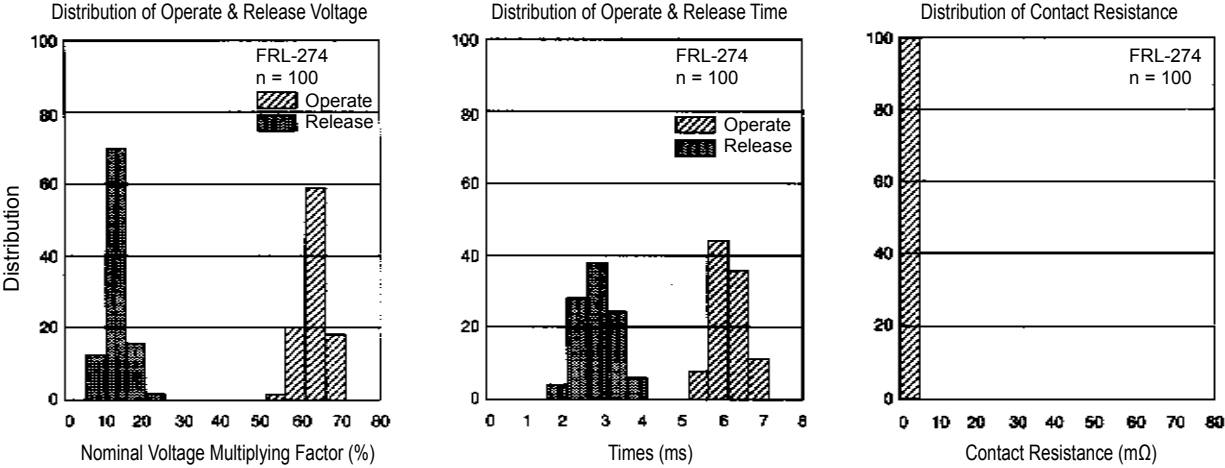 Distribution of Operate & Release Voltage
FRL-274
n = 100
Operate
Release
100
80
60
40
20
0
Distribution
0 10 20 30 40 50 60 70 80
Nominal Voltage Multiplying Factor (%)
Distribution of Operate & Release Time
FRL-274
n = 100
Operate
Release
100
80
60
40
20
0
0 1 2 3 4 5 6 7 8
Times (ms)
Distribution of Contact Resistance
FRL-274
n = 100
100
80
60
40
20
0
0 10 20 30 40 50 60 70 80
Contact Resistance (mΩ)